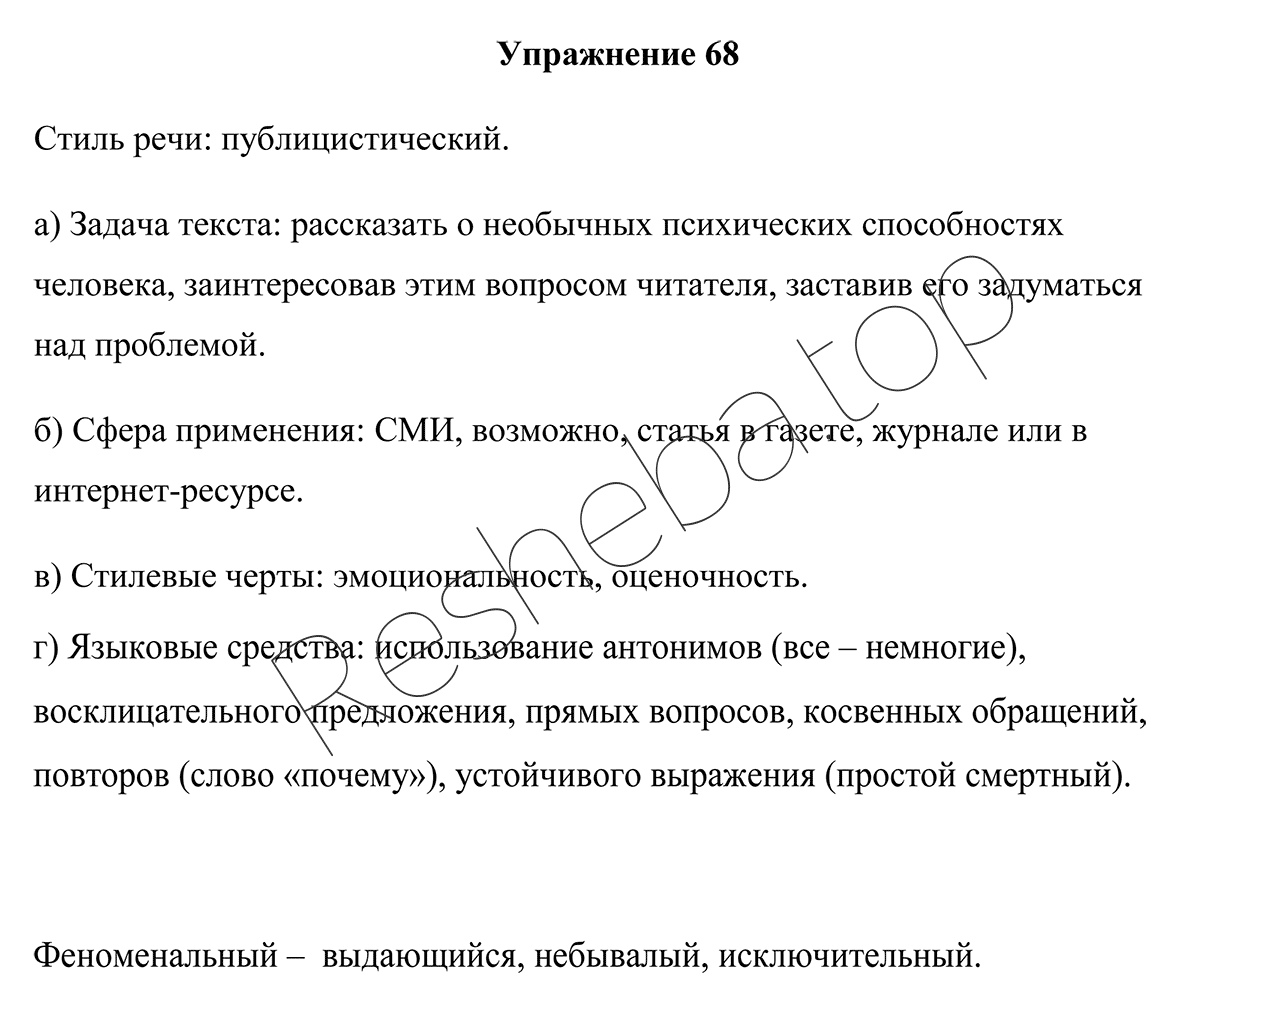 Упражнение 68
Стиль речи: публицистический.
а) Задача текста: рассказать о необычных психических способностях
человека, заинтересовав этим вопросом читателя, заставив его задуматься
над проблемой.
б) Сфера применения: СМИ, возможно, статья в газете, журнале или в
интернет-ресурсе.
в) Стилевые черты: эмоциональность, оценочность.
г) Языковые средства: использование антонимов (все – немногие),
восклицательного предложения, прямых вопросов, косвенных обращений,
повторов (слово «почему»), устойчивого выражения (простой смертный).
Феноменальный – выдающийся, небывалый, исключительный.
Resheba.top